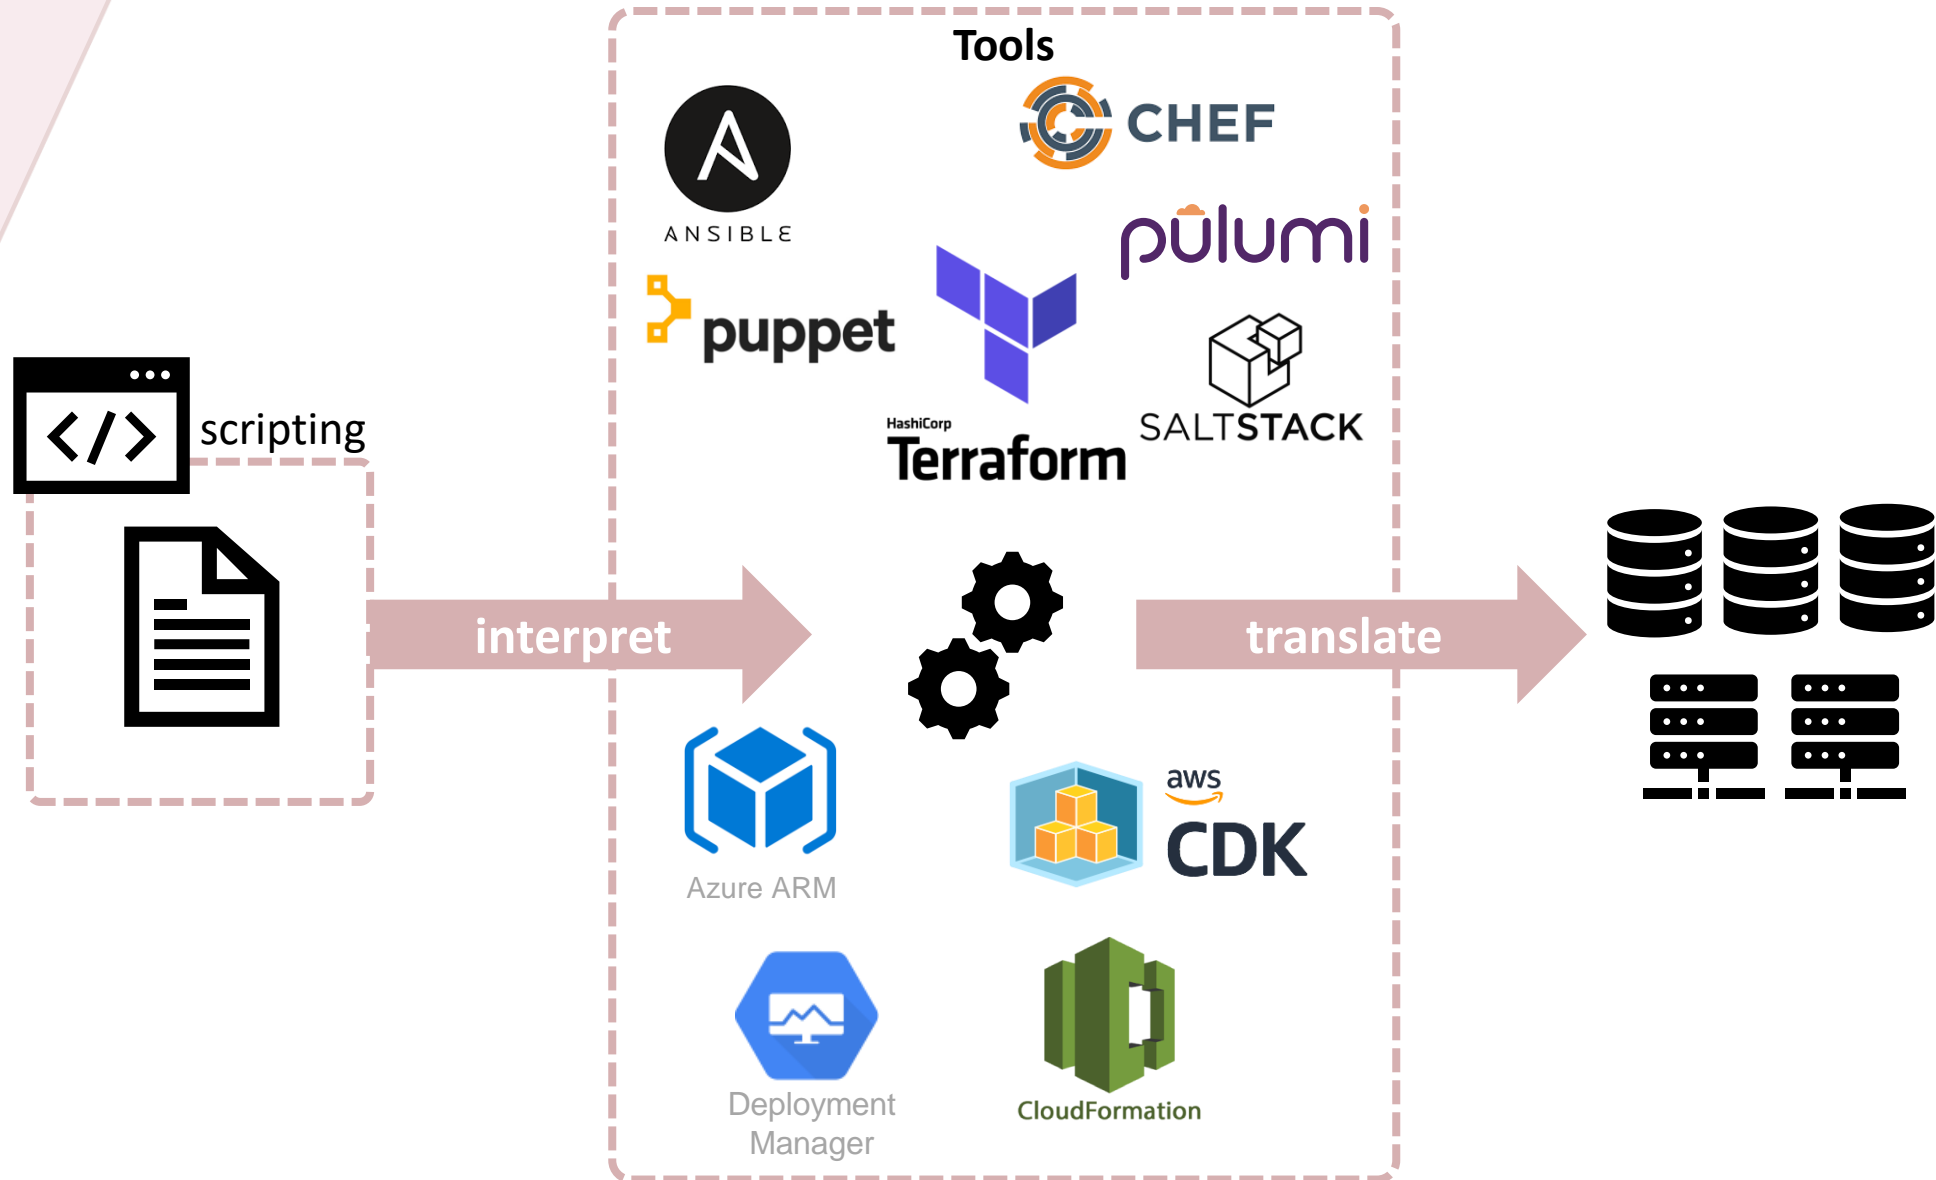 Tools
CHEF
ANSIBLE
pulumi
puppet
HashiCorp
Terraform
SALTSTACK
</>
scripting
interpret
translate
aws
CDK
Azure ARM
Deployment
Manager
CloudFormation